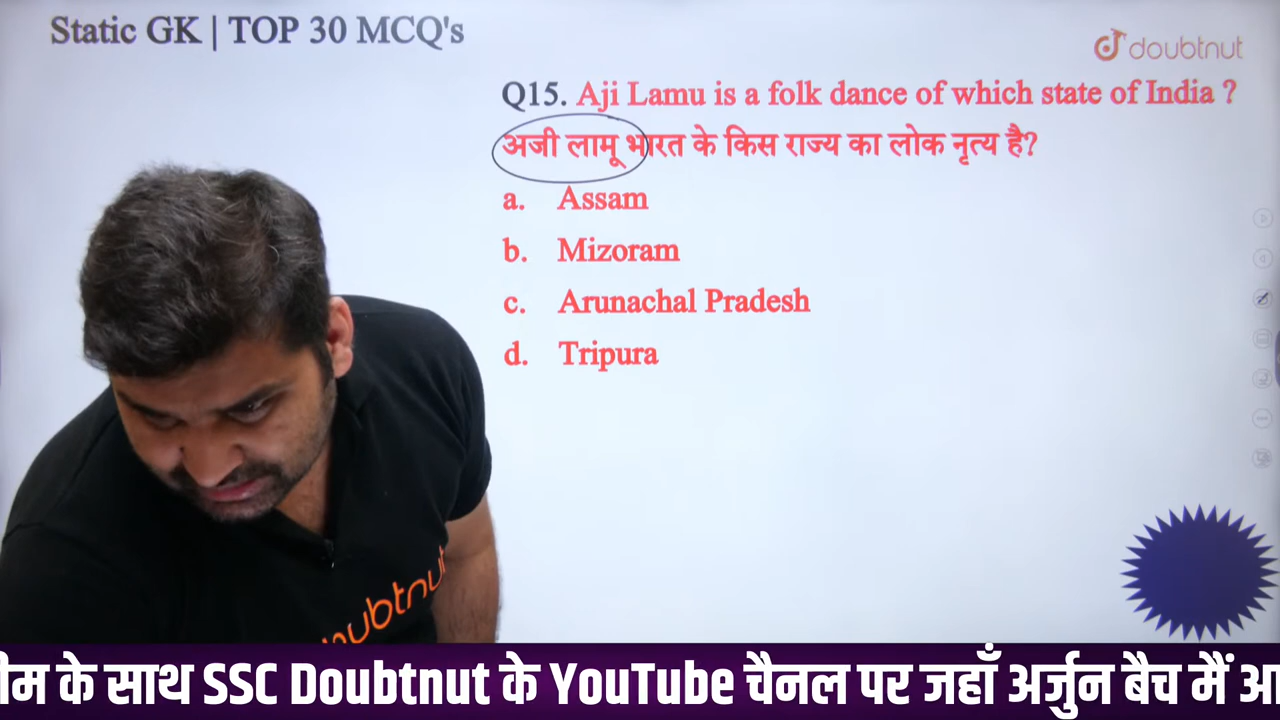 Static GK | TOP 30 MCQ's
doubtnut
Q15. Aji Lamu is a folk dance of which state of India ?
अजी लामू भारत के किस राज्य का लोक नृत्य है?
a. Assam
b. Mizoram
c. Arunachal Pradesh
d. Tripura
के साथ SSC Doubtnut के YouTube चैनल पर जहाँ अर्जुन बैच मैं